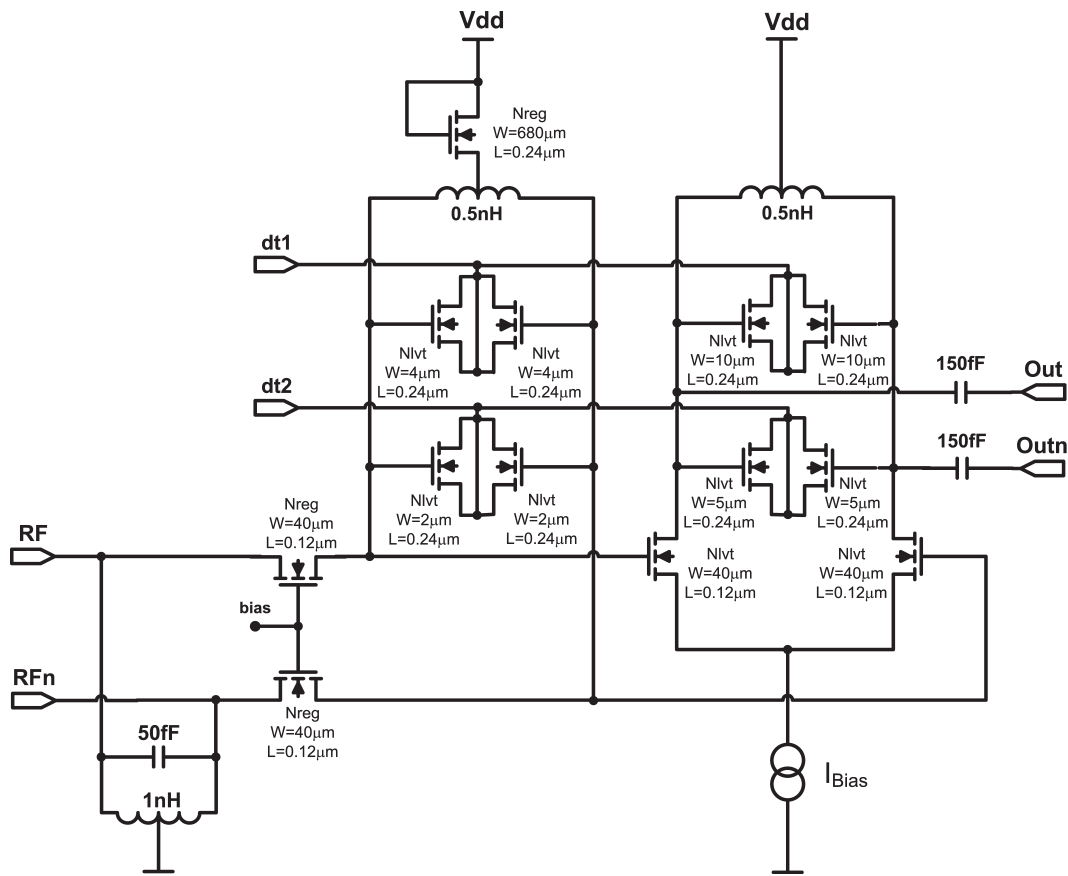 Vdd
Vdd
Nreg
W=680μm
L=0.24μm
0.5nH
0.5nH
dt1
Nlvt
W=4μm
L=0.24μm
Nlvt
W=4μm
L=0.24μm
Nlvt
W=10μm
L=0.24μm
Nlvt
W=10μm
L=0.24μm
150fF
Out
dt2
150fF
Outn
Nlvt
W=2μm
L=0.24μm
Nlvt
W=2μm
L=0.24μm
Nlvt
W=5μm
L=0.24μm
Nlvt
W=5μm
L=0.24μm
Nreg
W=40μm
L=0.12μm
RF
Nlvt
W=40μm
L=0.12μm
Nlvt
W=40μm
L=0.12μm
bias
RFn
Nreg
W=40μm
L=0.12μm
50fF
1nH
IBias